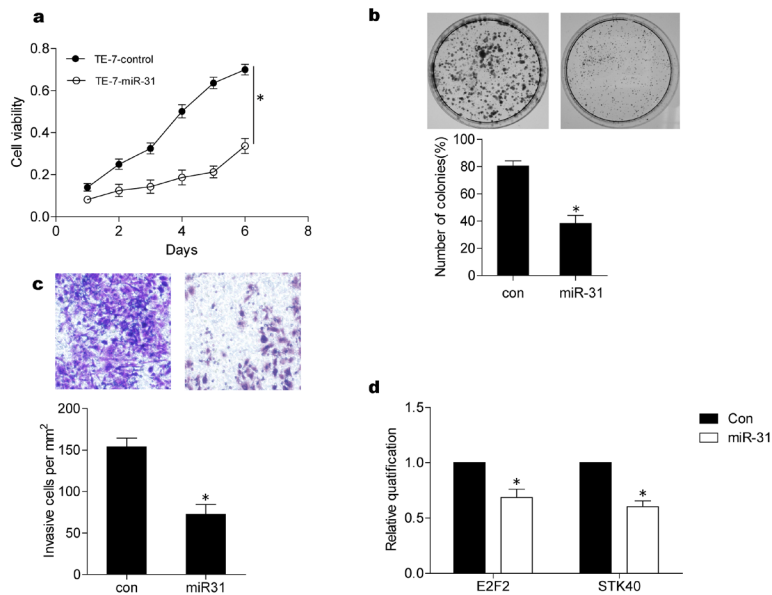 a
TE-7-control
TE-7-miR-31
Cell viability
0.8
0.6
0.4
0.2
0.0
*
0 2 4 6 8
Days
b
Number of colonies(%)
100
80
60
40
20
0
*
con miR-31
c
Invasive cells per mm2
200
150
100
50
0
*
con miR31
d
Relative quatification
1.5
1.0
0.5
0.0
* *
E2F2 STK40
Con
miR-31